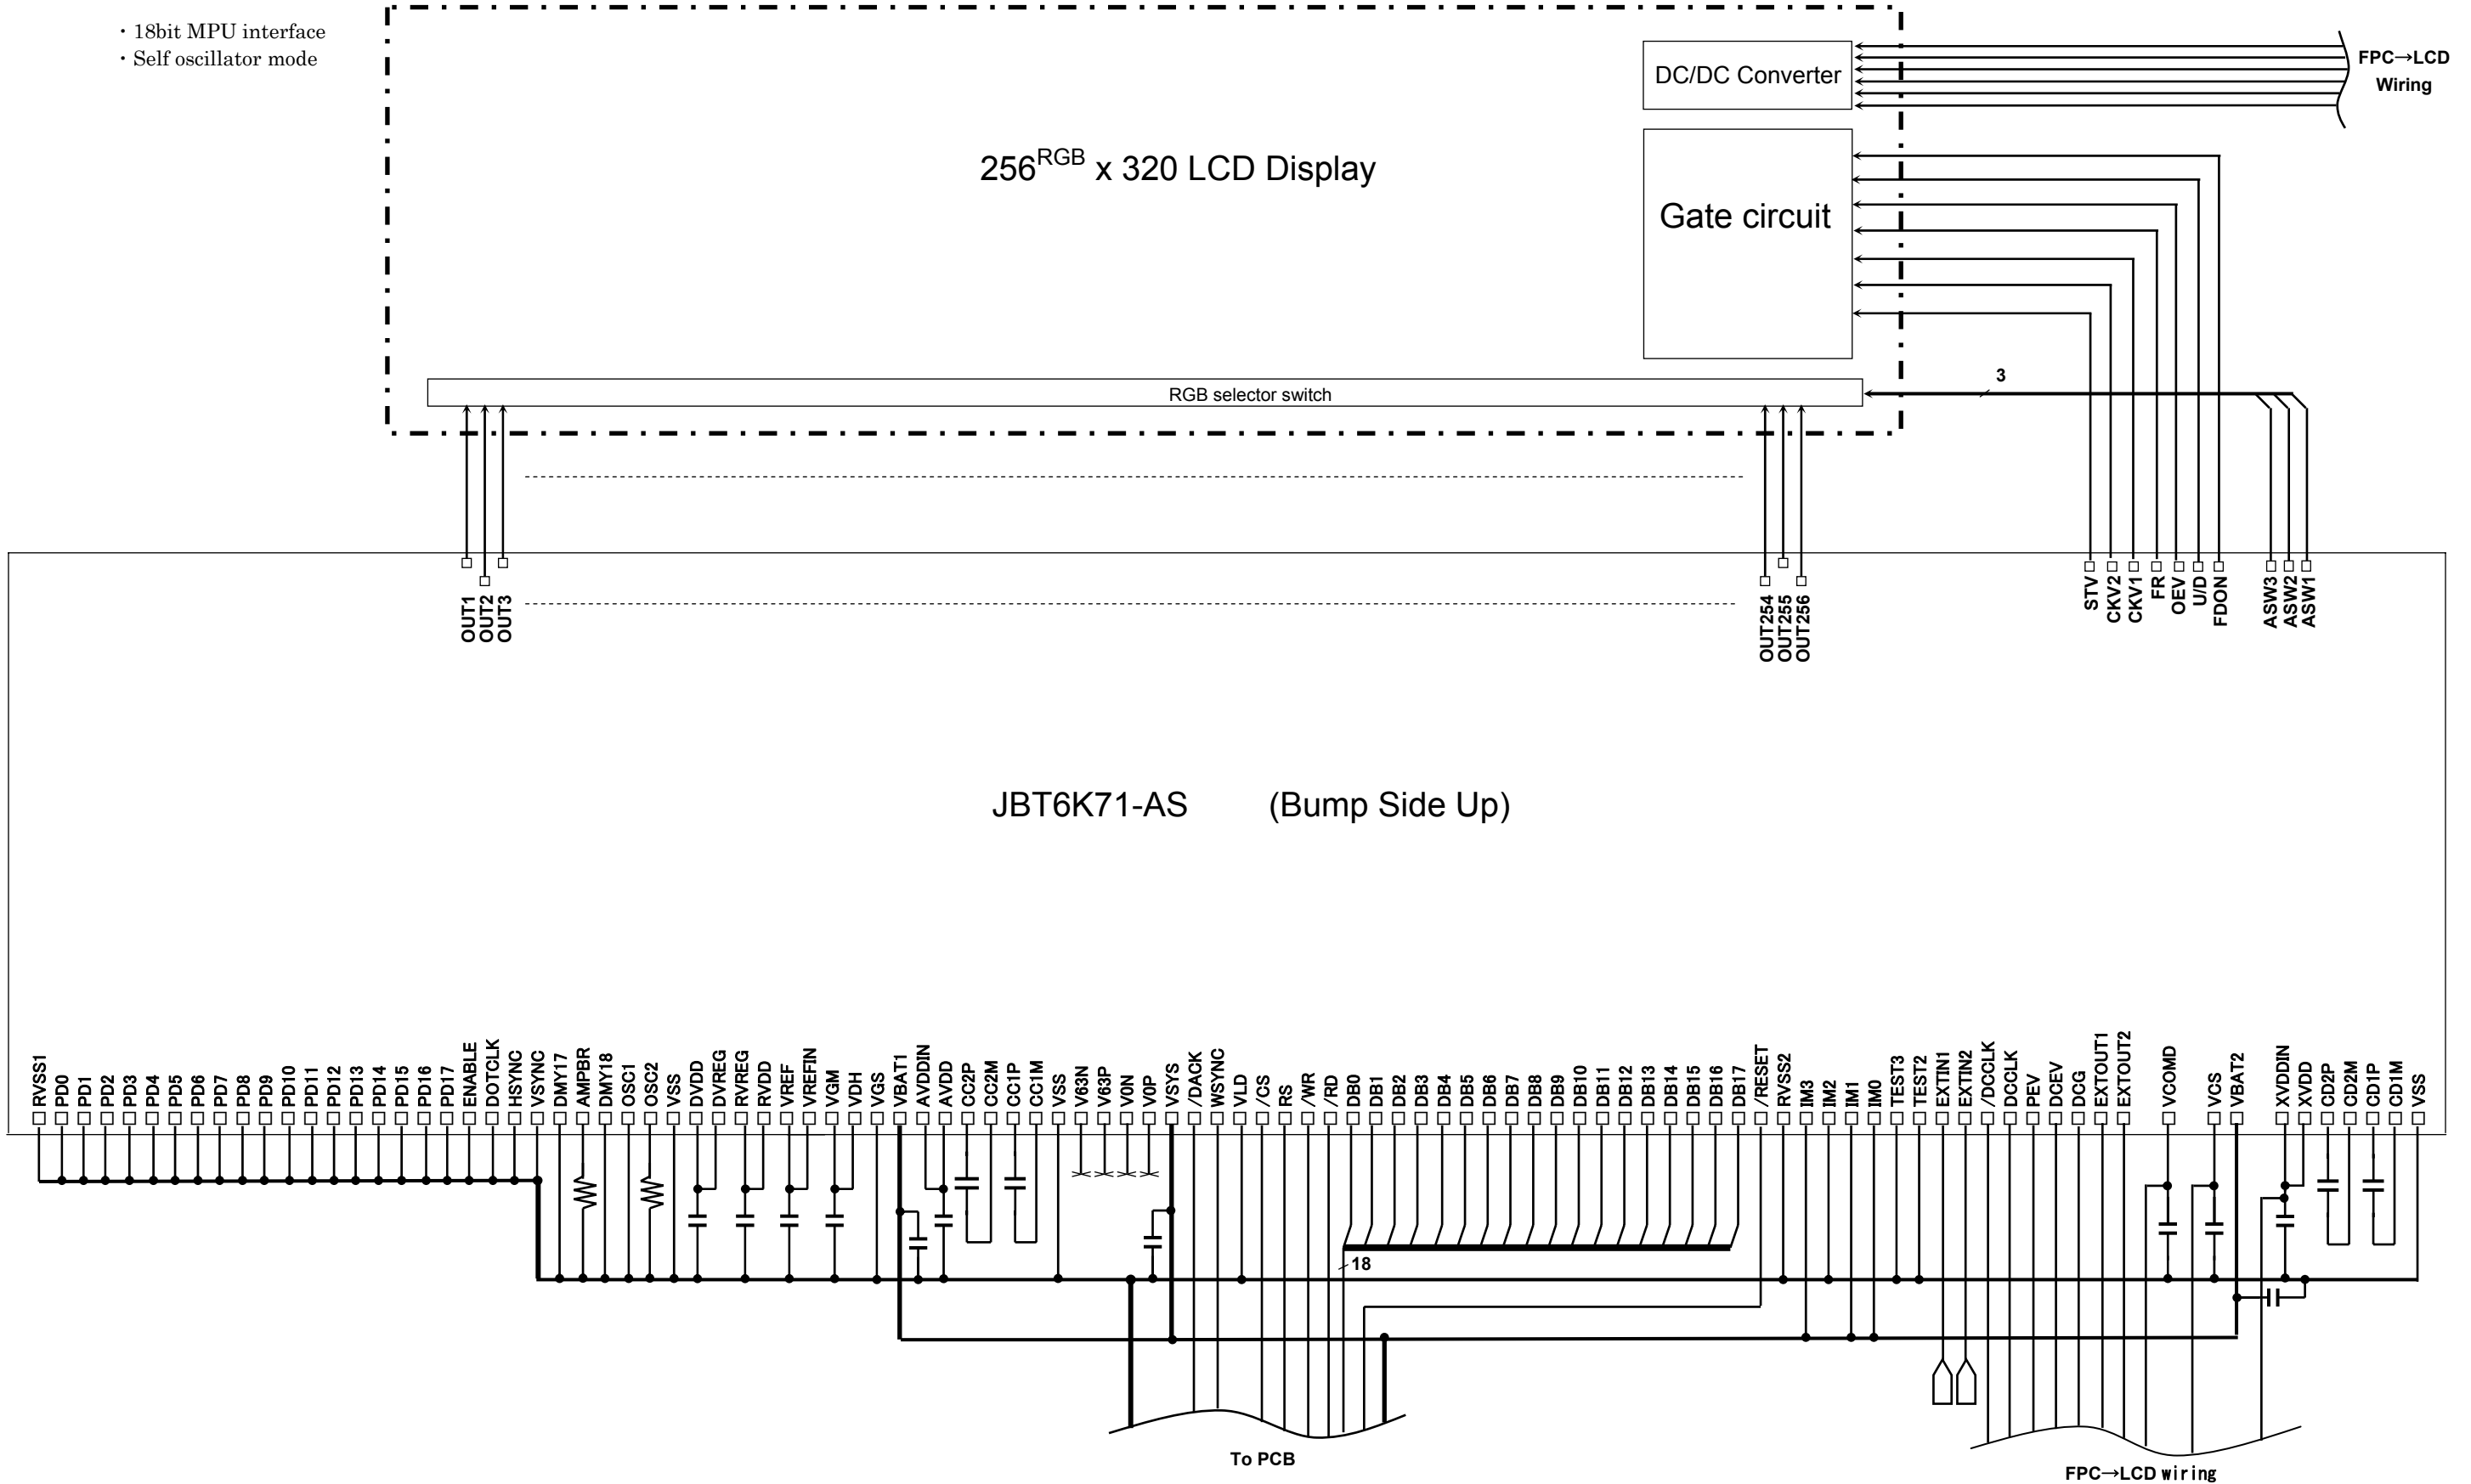 ・18bit MPU interface
・Self oscillator mode
DC/DC Converter
FPC→LCD
Wiring
256RGB x 320 LCD Display
Gate circuit
RGB selector switch
3
OUT1
OUT2
OUT3
OUT254
OUT255
OUT256
STV
CKV2
CKV1
FR
OEV
U/D
FDON
ASW3
ASW2
ASW1
JBT6K71-AS (Bump Side Up)
RVSS1
PD0
PD1
PD2
PD3
PD4
PD5
PD6
PD7
PD8
PD9
PD10
PD11
PD12
PD13
PD14
PD15
PD16
PD17
ENABLE
DOTCLK
HSYNC
VSYNC
DMY17
AMPBR
DMY18
OSC1
OSC2
VSS
DVDD
DVREG
RVREG
RVDD
VREF
VREFIN
VGM
VDH
VGS
VBAT1
AVDDIN
AVDD
CC2P
CC2M
CC1P
CC1M
VSS
V63N
V63P
V0N
V0P
VSYS
/DACK
WSYNC
VLD
/CS
RS
/WR
/RD
DB0
DB1
DB2
DB3
DB4
DB5
DB6
DB7
DB8
DB9
DB10
DB11
DB12
DB13
DB14
DB15
DB16
DB17
/RESET
RVSS2
IM3
IM2
IM1
IM0
TEST3
TEST2
EXTIN1
EXTIN2
/DCCLK
DCCLK
PEV
DCEV
DCG
EXTOUT1
EXTOUT2
VCOMD
VCS
VBAT2
XVDDIN
XVDD
CD2P
CD2M
CD1P
CD1M
VSS
18
To PCB
FPC→LCD wiring